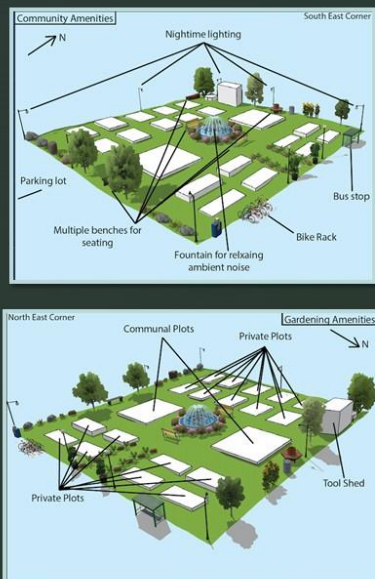 Community Amenities
South East Corner
N
Nightime lighting
Parking lot
Bus stop
Multiple benches for
seating
Bike Rack
Fountain for relxaing
ambient noise
North East Corner
Gardening Amenities
Communal Plots
Private Plots
N
Tool Shed
Private Plots